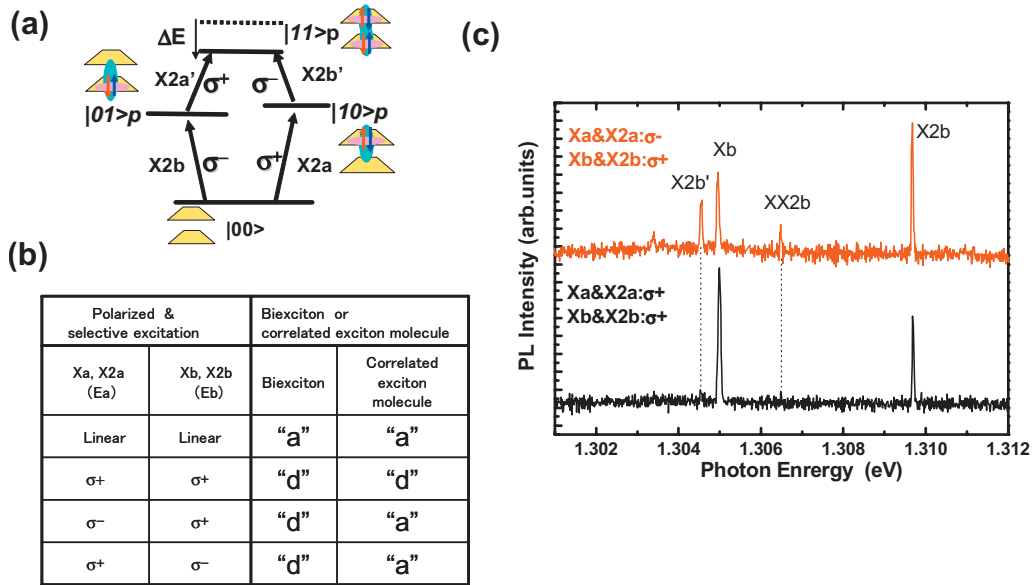 (a)
ΔE
|11>p
X2a’
σ+
σ−
X2b’
|01>p
|10>p
X2b
σ−
σ+
X2a
|00>
(b)
Polarized & selective excitation
Biexciton or correlated exciton molecule
Xa, X2a (Ea)
Xb, X2b (Eb)
Biexciton
Correlated exciton molecule
Linear
Linear
“a”
“a”
σ+
σ+
“d”
“d”
σ−
σ+
“d”
“a”
σ+
σ−
“d”
“a”
(c)
PL Intensity (arb.units)
Xa&X2a:σ-
Xb&X2b:σ+
X2b'
Xb
XX2b
X2b
Xa&X2a:σ+
Xb&X2b:σ+
1.302 1.304 1.305 1.306 1.308 1.310 1.312
Photon Enrergy (eV)